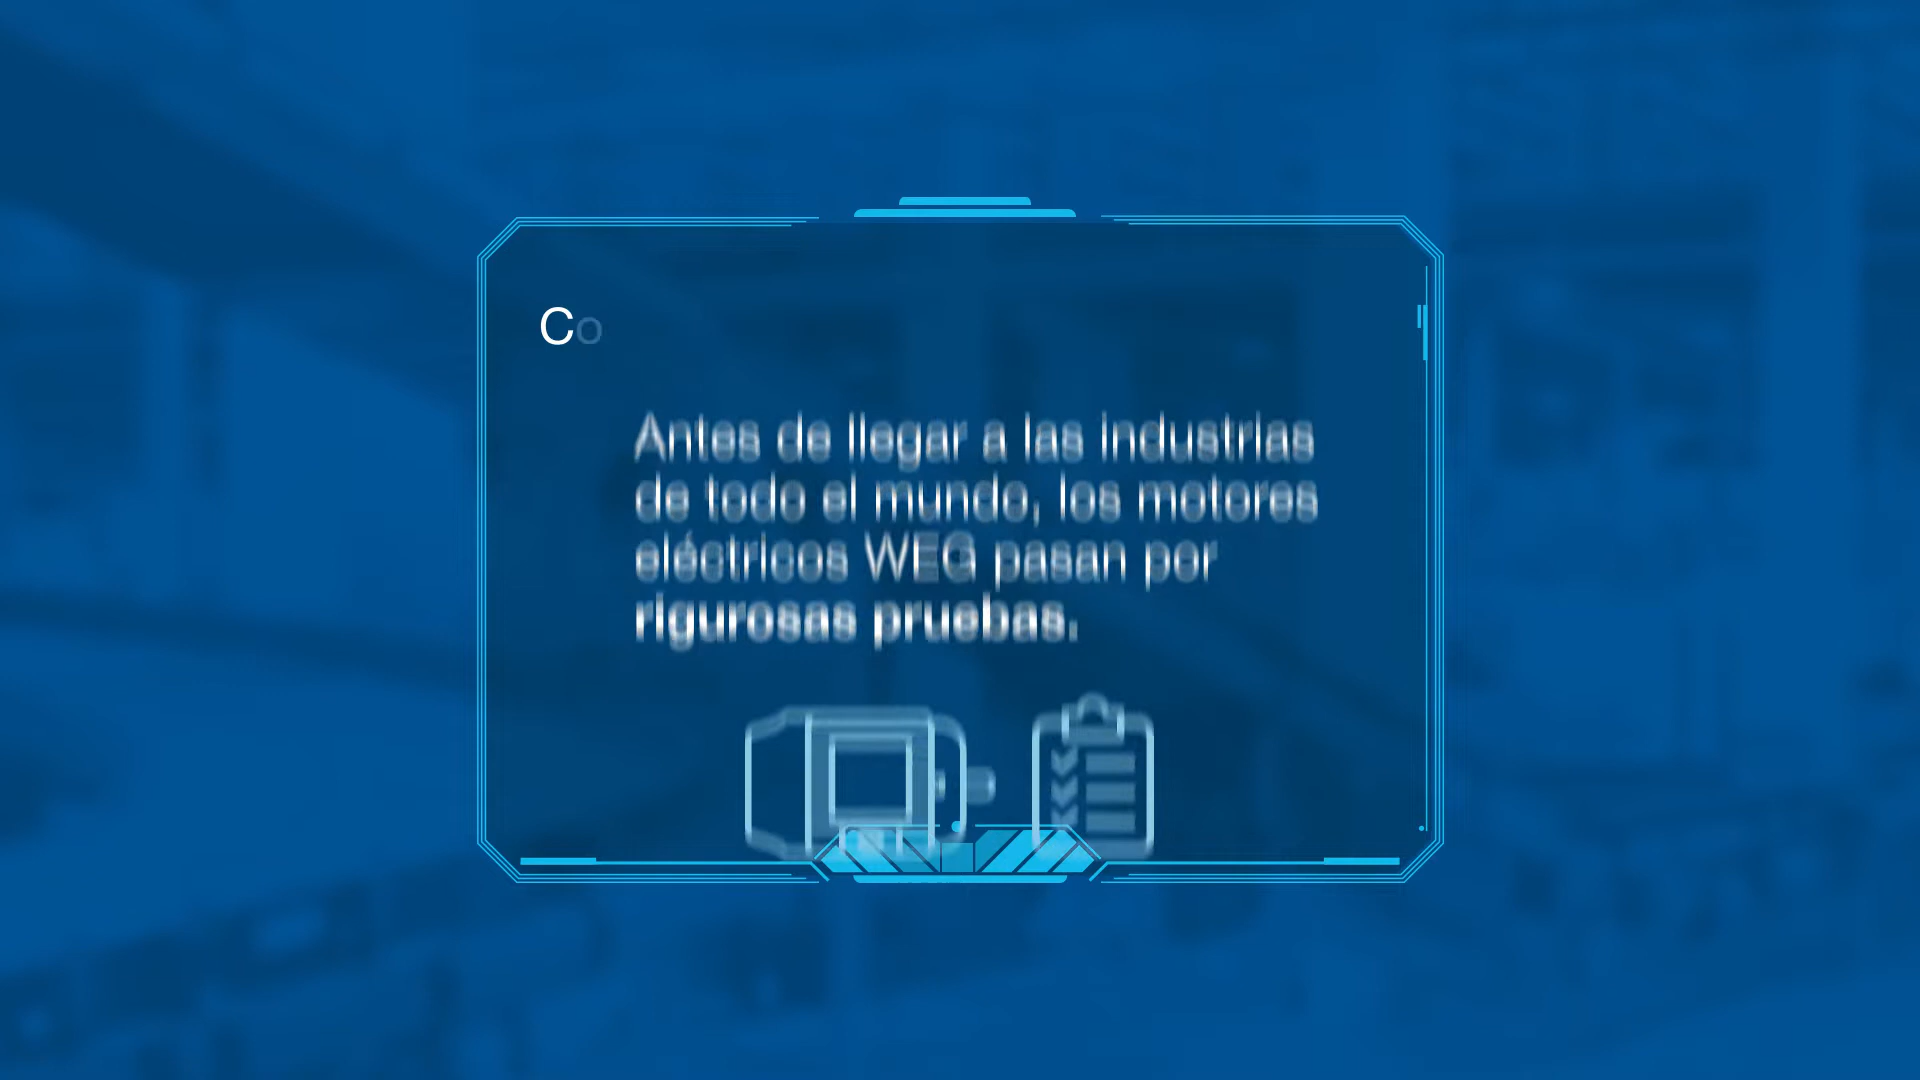 Co
Antes de llegar a las industrias
de todo el mundo, los motores
eléctricos WEG pasan por
rigurosas pruebas.